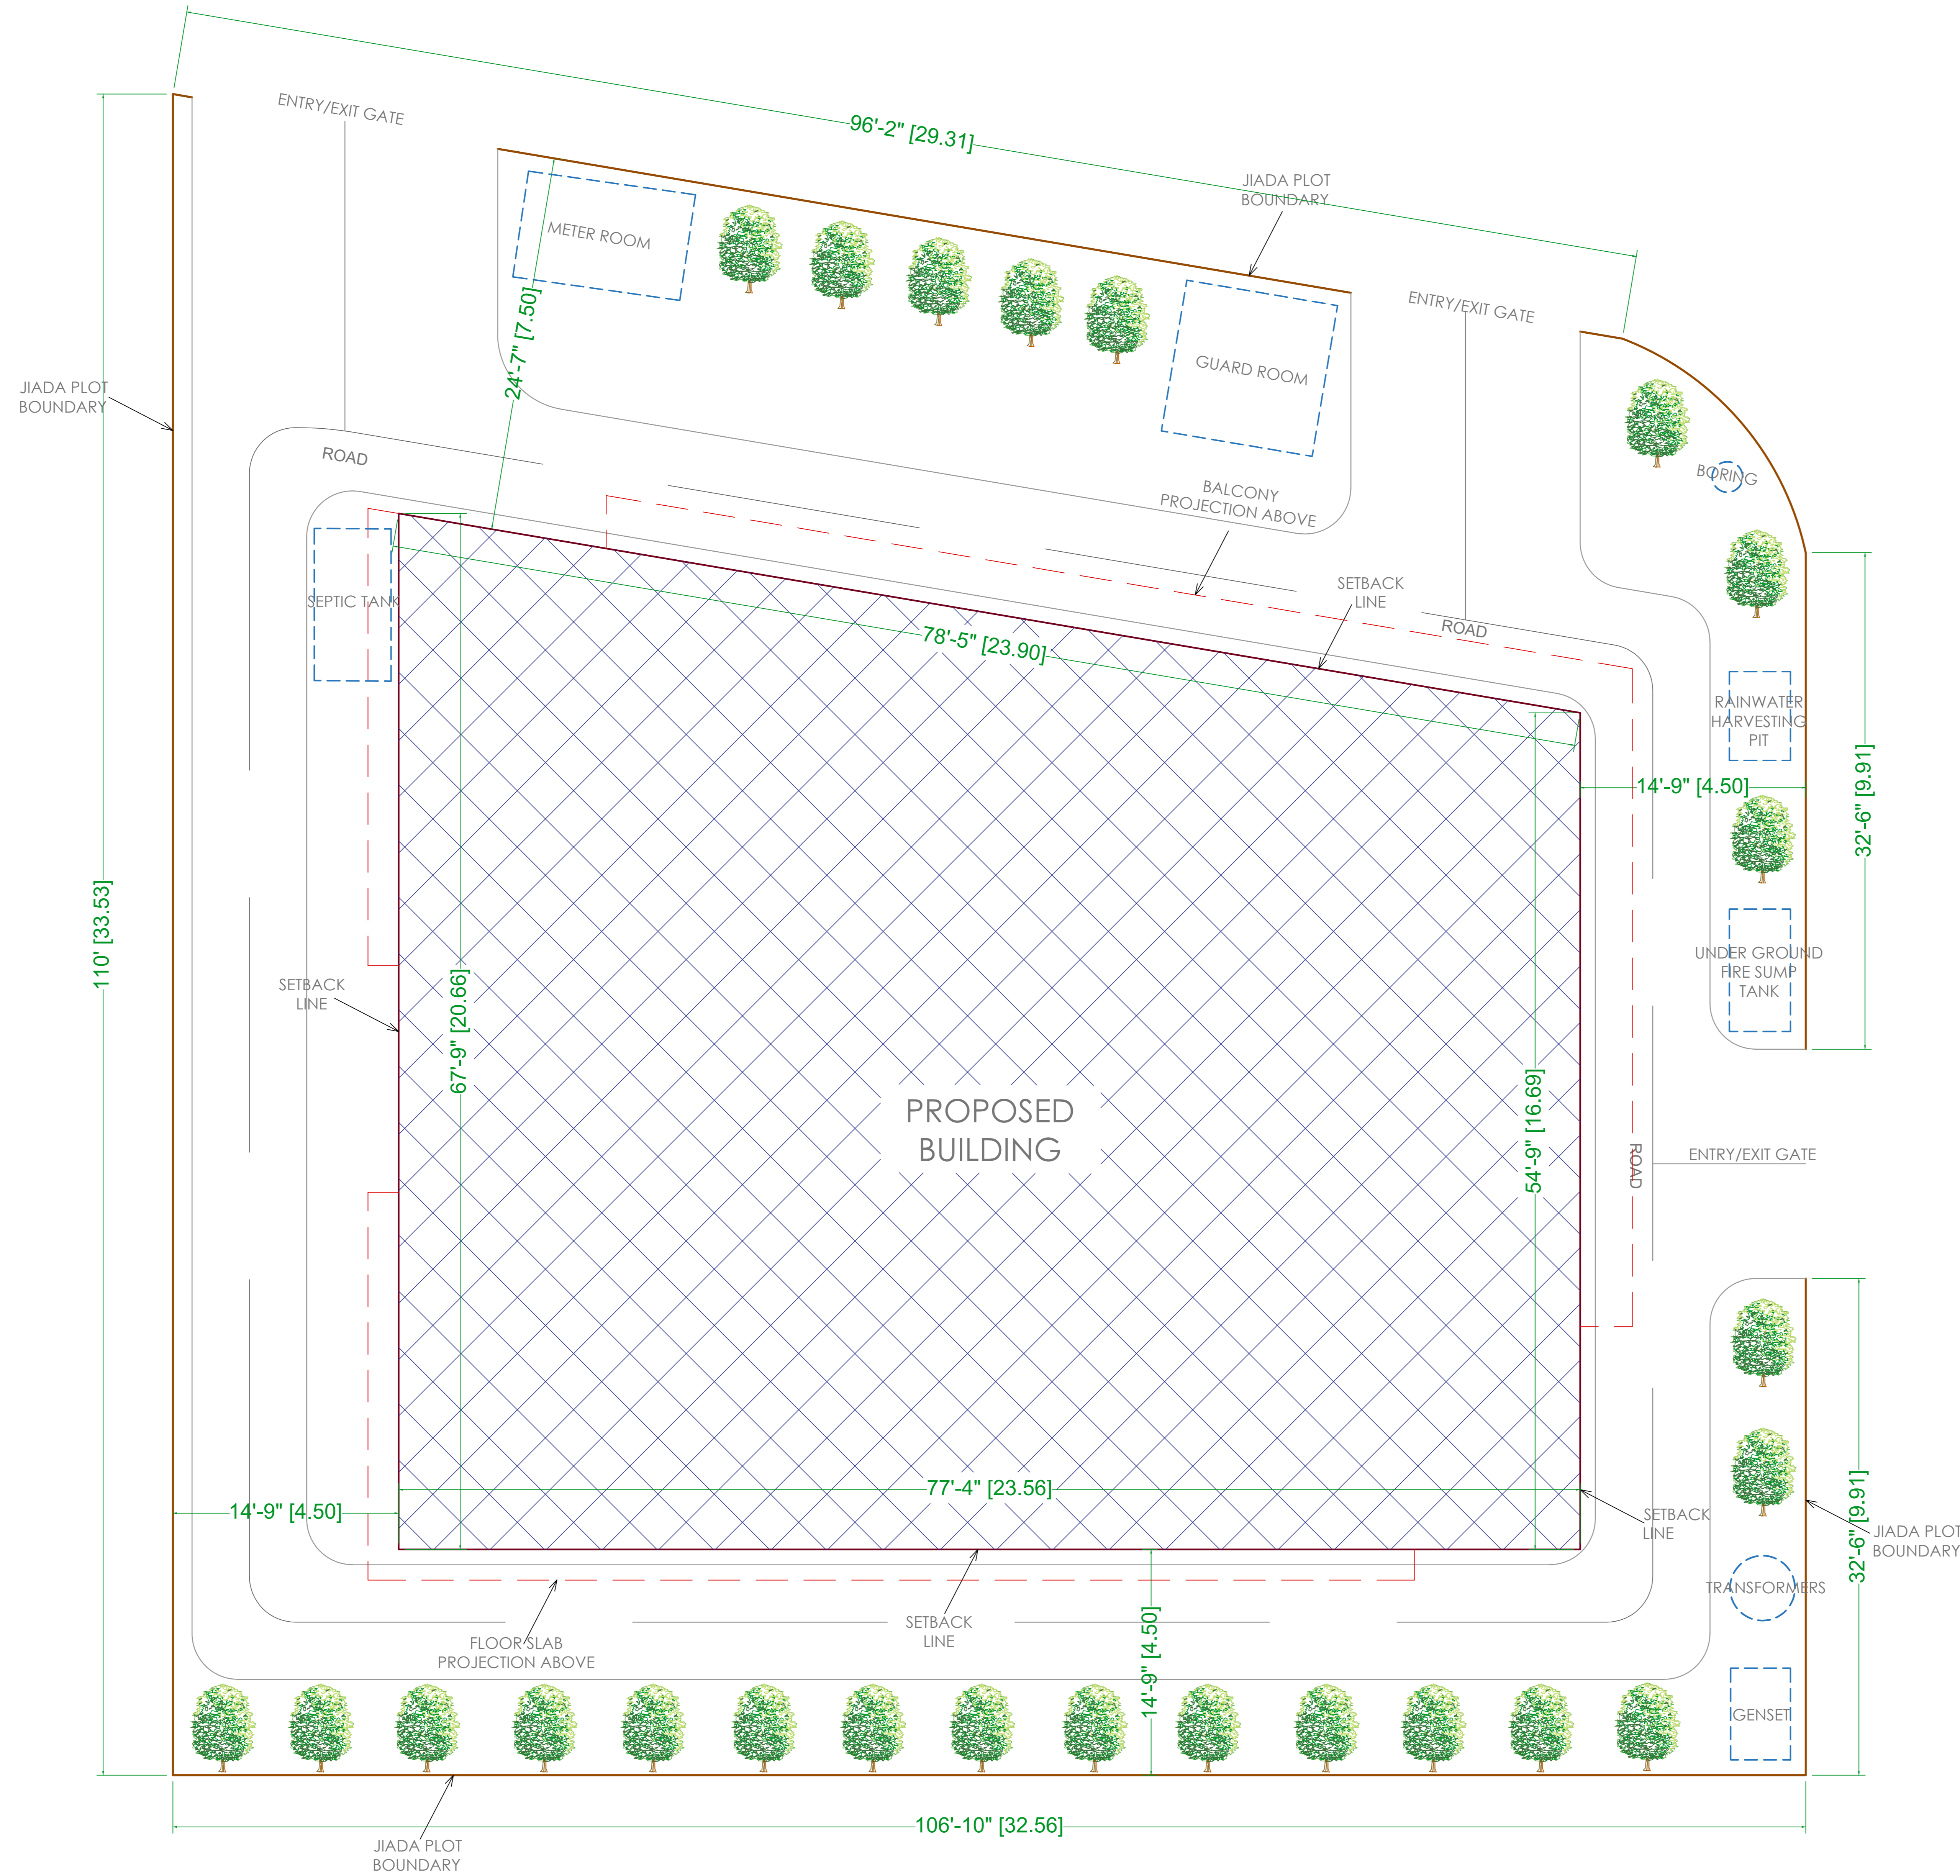 96'-2" [29.31]
ENTRY/EXIT GATE
JIADA PLOT
BOUNDARY
METER ROOM
24'-7" [7.50]
GUARD ROOM
ENTRY/EXIT GATE
JIADA PLOT
BOUNDARY
ROAD
BORING
BALCONY
PROJECTION ABOVE
SETBACK
LINE
SEPTIC TANK
78'-5" [23.90]
ROAD
RAINWATER
HARVESTING
PIT
14'-9" [4.50]
32'-6" [9.91]
110' [33.53]
UNDER GROUND
FIRE SUMP
TANK
SETBACK
LINE
67'-9" [20.66]
PROPOSED
BUILDING
54'-9" [16.69]
ROAD
ENTRY/EXIT GATE
77'-4" [23.56]
14'-9" [4.50]
SETBACK
LINE
32'-6" [9.91]
JIADA PLOT
BOUNDARY
TRANSFORMERS
SETBACK
LINE
FLOOR SLAB
PROJECTION ABOVE
14'-9" [4.50]
GENSET
106'-10" [32.56]
JIADA PLOT
BOUNDARY